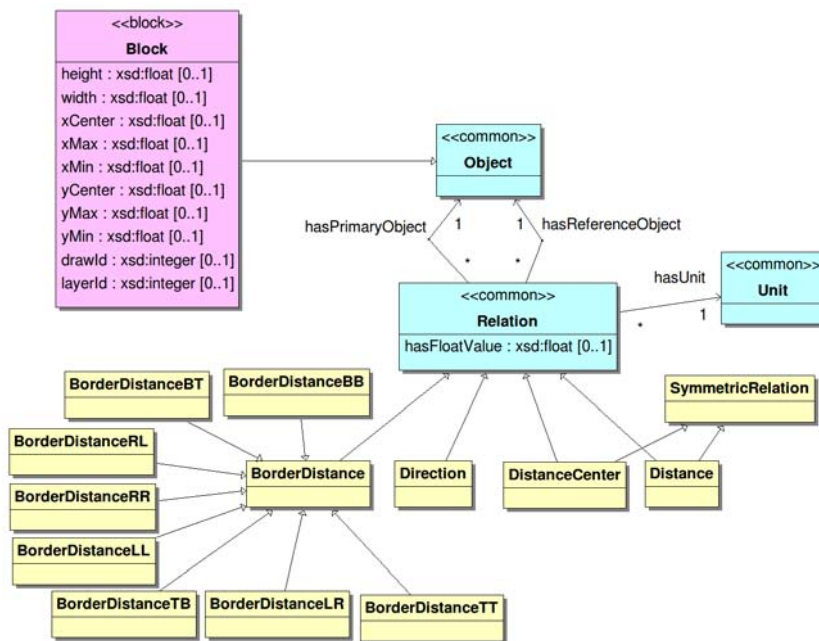 <<block>>
Block
height : xsd:float [0..1]
width : xsd:float [0..1]
xCenter : xsd:float [0..1]
xMax : xsd:float [0..1]
xMin : xsd:float [0..1]
yCenter : xsd:float [0..1]
yMax : xsd:float [0..1]
yMin : xsd:float [0..1]
drawId : xsd:integer [0..1]
layerId : xsd:integer [0..1]
<<common>>
Object
hasPrimaryObject
1
1
hasReferenceObject
*
*
<<common>>
Relation
hasFloatValue : xsd:float [0..1]
hasUnit
*
1
<<common>>
Unit
BorderDistanceBT
BorderDistanceBB
SymmetricRelation
BorderDistanceRL
BorderDistance
Direction
DistanceCenter
Distance
BorderDistanceRR
BorderDistanceLL
BorderDistanceTB
BorderDistanceLR
BorderDistanceTT